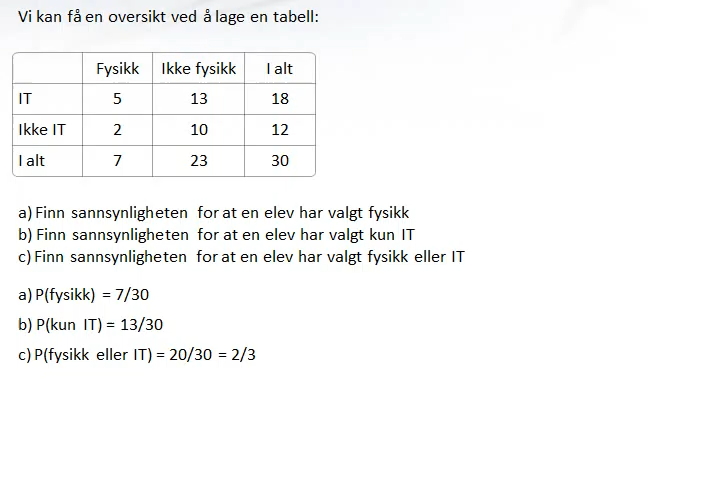 Vi kan få en oversikt ved å lage en tabell:
Fysikk Ikke fysikk I alt
IT 5 13 18
Ikke IT 2 10 12
I alt 7 23 30
a) Finn sannsynligheten for at en elev har valgt fysikk
b) Finn sannsynligheten for at en elev har valgt kun IT
c) Finn sannsynligheten for at en elev har valgt fysikk eller IT
a) P(fysikk) = 7/30
b) P(kun IT) = 13/30
c) P(fysikk eller IT) = 20/30 = 2/3